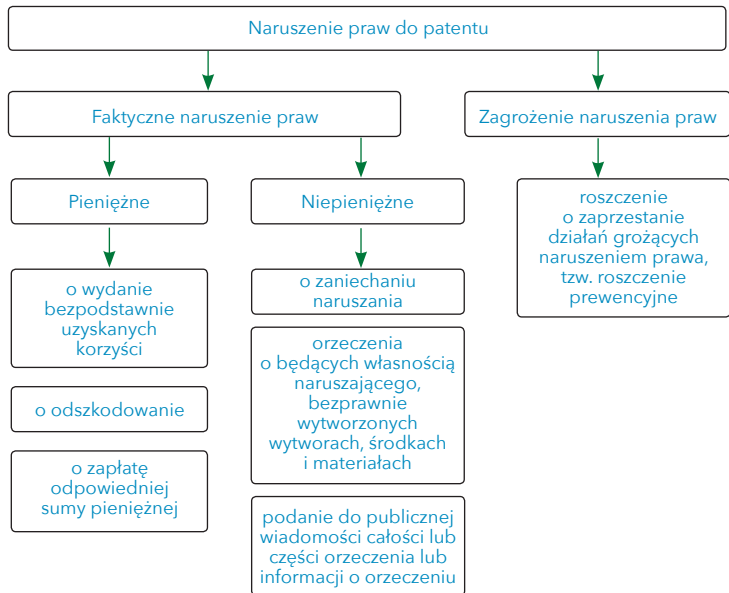 Naruszenie praw do patentu
Faktyczne naruszenie praw
Zagrożenie naruszenia praw
Pieniężne
Niepieniężne
roszczenie
o zaprzestanie
działań grożących
naruszeniem prawa,
tzw. roszczenie
prewencyjne
o wydanie
bezpodstawnie
uzyskanych
korzyści
o odszkodowanie
o zapłatę
odpowiedniej
sumy pieniężnej
o zaniechaniu
naruszania
orzeczenia
o będących własnością
naruszającego,
bezprawnie
wytworzonych
wytworach, środkach
i materiałach
podanie do publicznej
wiadomości całości lub
części orzeczenia lub
informacji o orzeczeniu